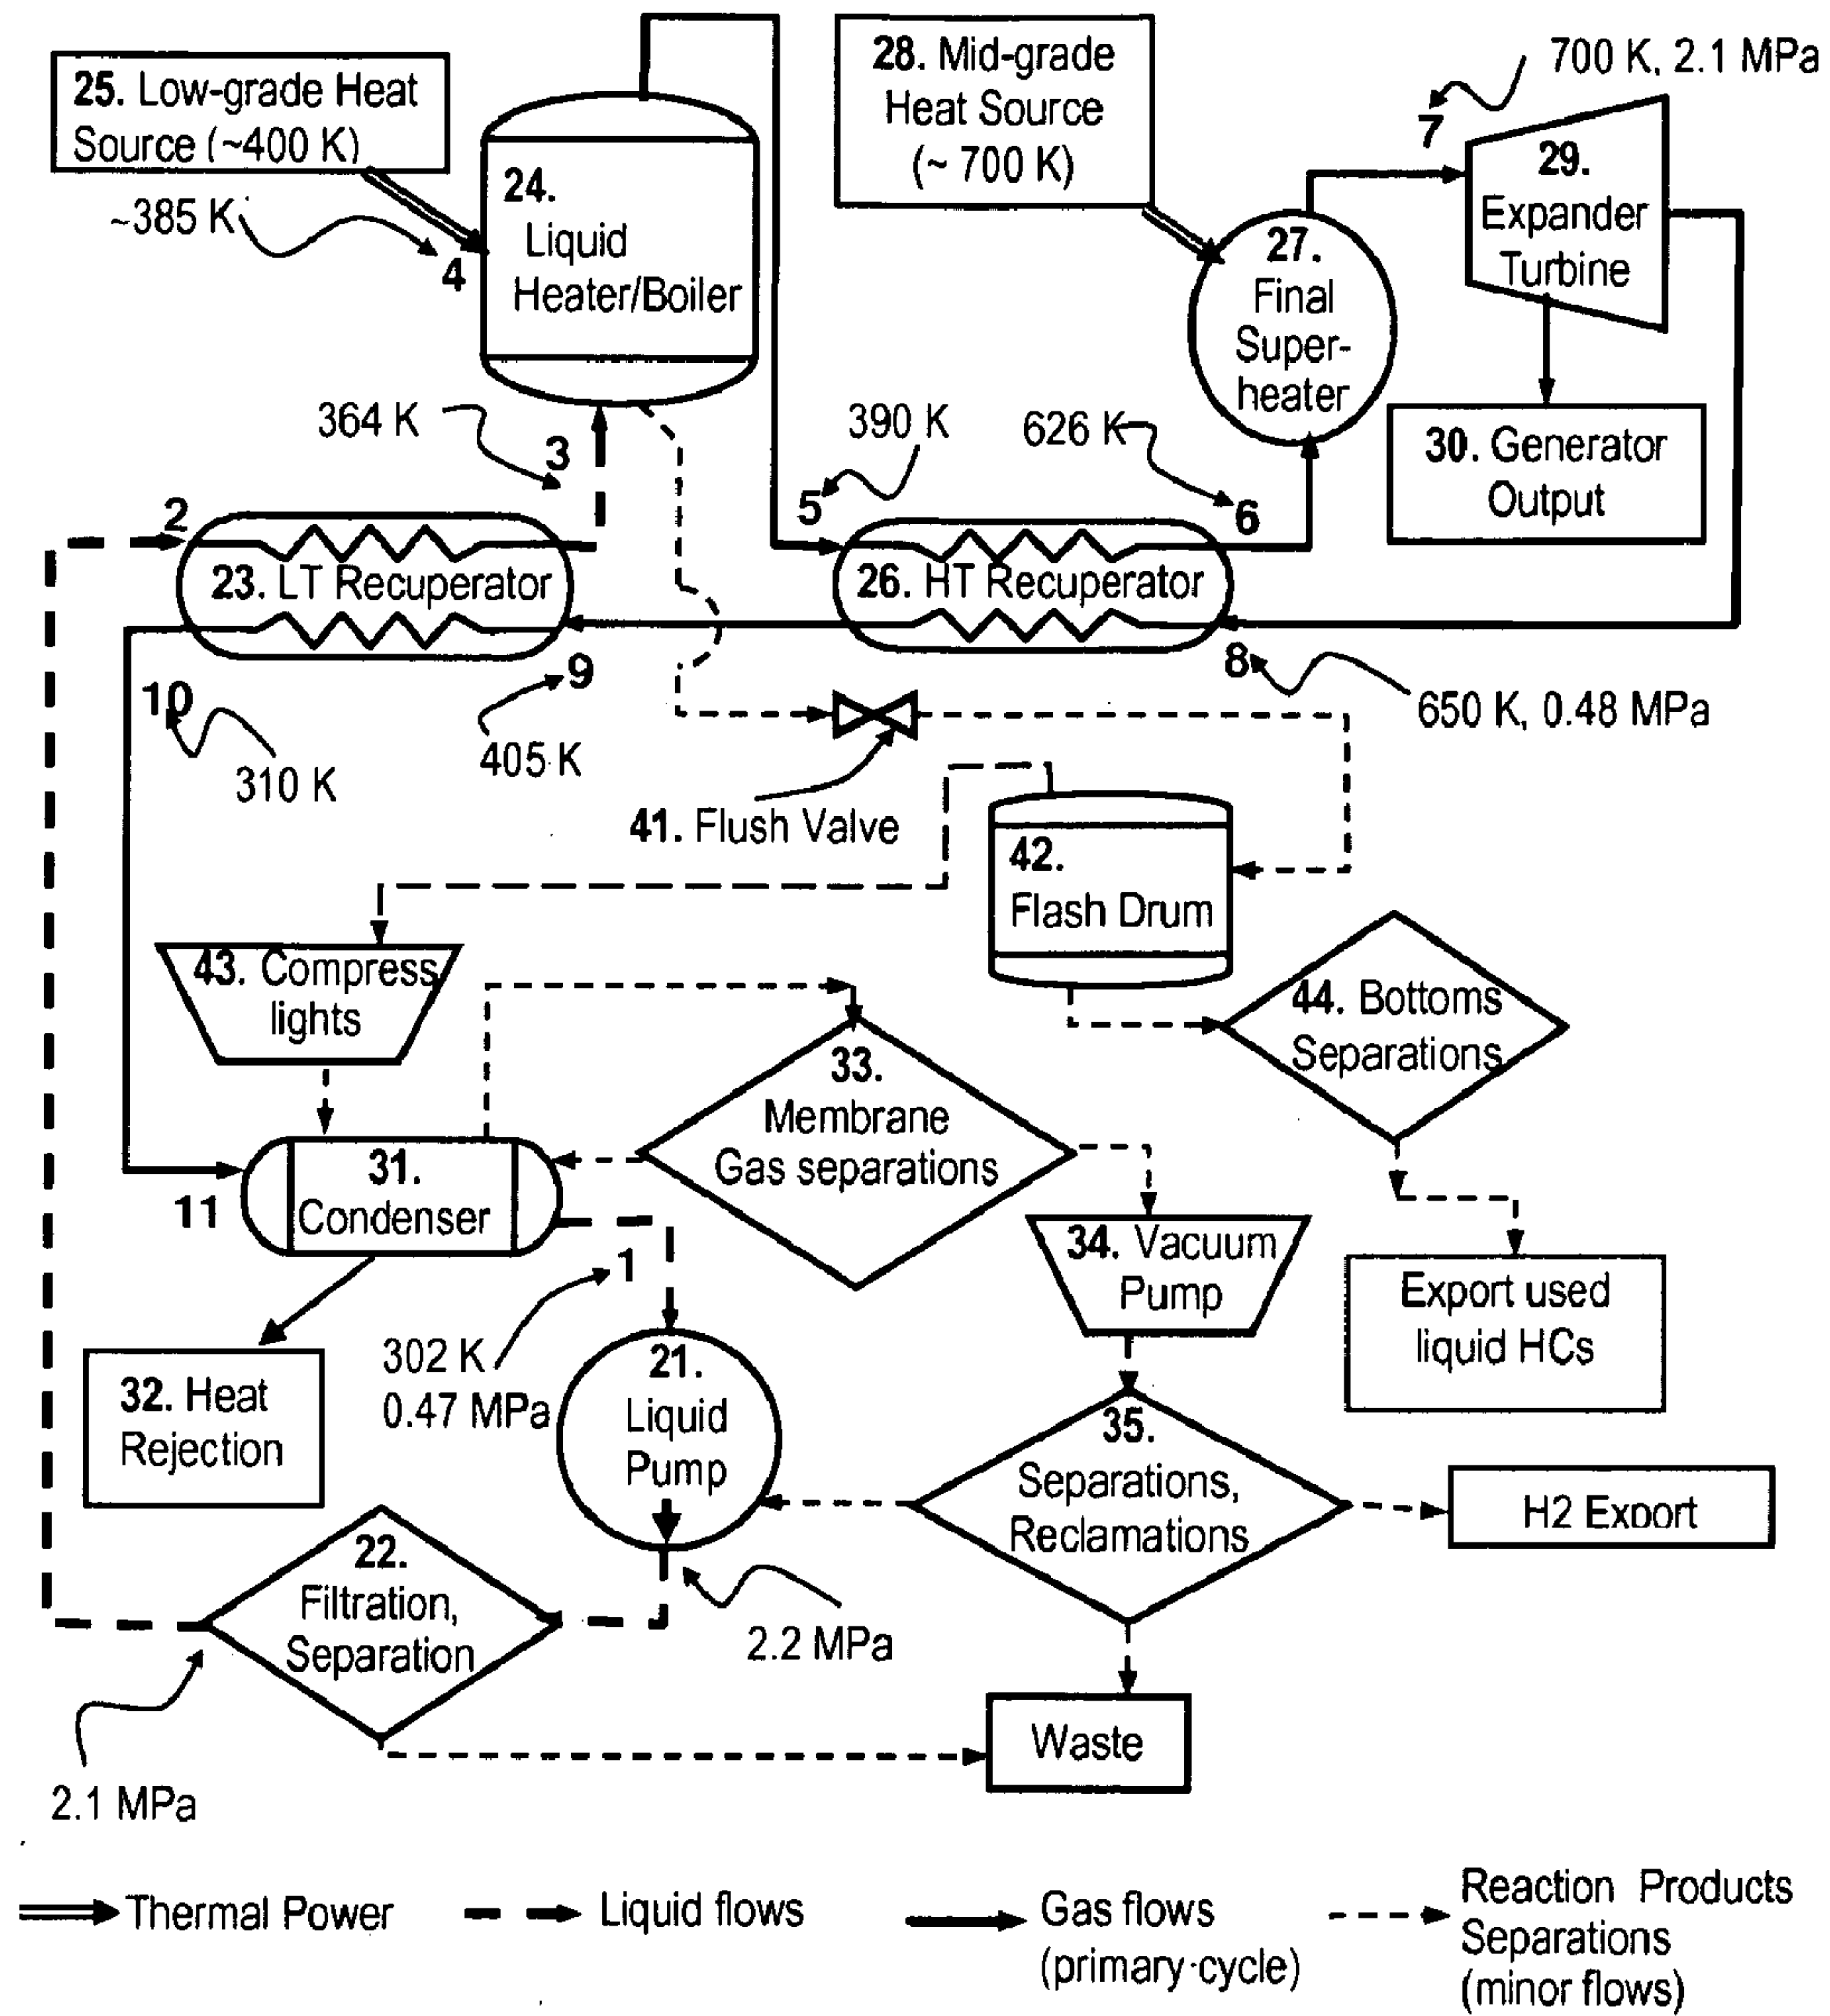 25. Low-grade Heat
Source (~400 K)
28. Mid-grade
Heat Source
(~ 700 K)
700 K, 2.1 MPa
7
29.
Expander
Turbine
24.
Liquid
Heater/Boiler
~385 K
4
27.
Final
Super-
heater
364 K
3
390 K
5
626 K
6
30. Generator
Output
2
23. LT Recuperator
26. HT Recuperator
8
650 K, 0.48 MPa
9
405 K
10
310 K
41. Flush Valve
42.
Flash Drum
43. Compress
lights
44. Bottoms
Separations
33.
Membrane
Gas separations
31.
Condenser
11
1
302 K
0.47 MPa
34. Vacuum
Pump
Export used
liquid HCs
32. Heat
Rejection
21.
Liquid
Pump
35.
Separations,
Reclamations
H2 Export
22.
Filtration,
Separation
2.2 MPa
2.1 MPa
Waste
Thermal Power
Liquid flows
Gas flows
(primary cycle)
Reaction Products
Separations
(minor flows)